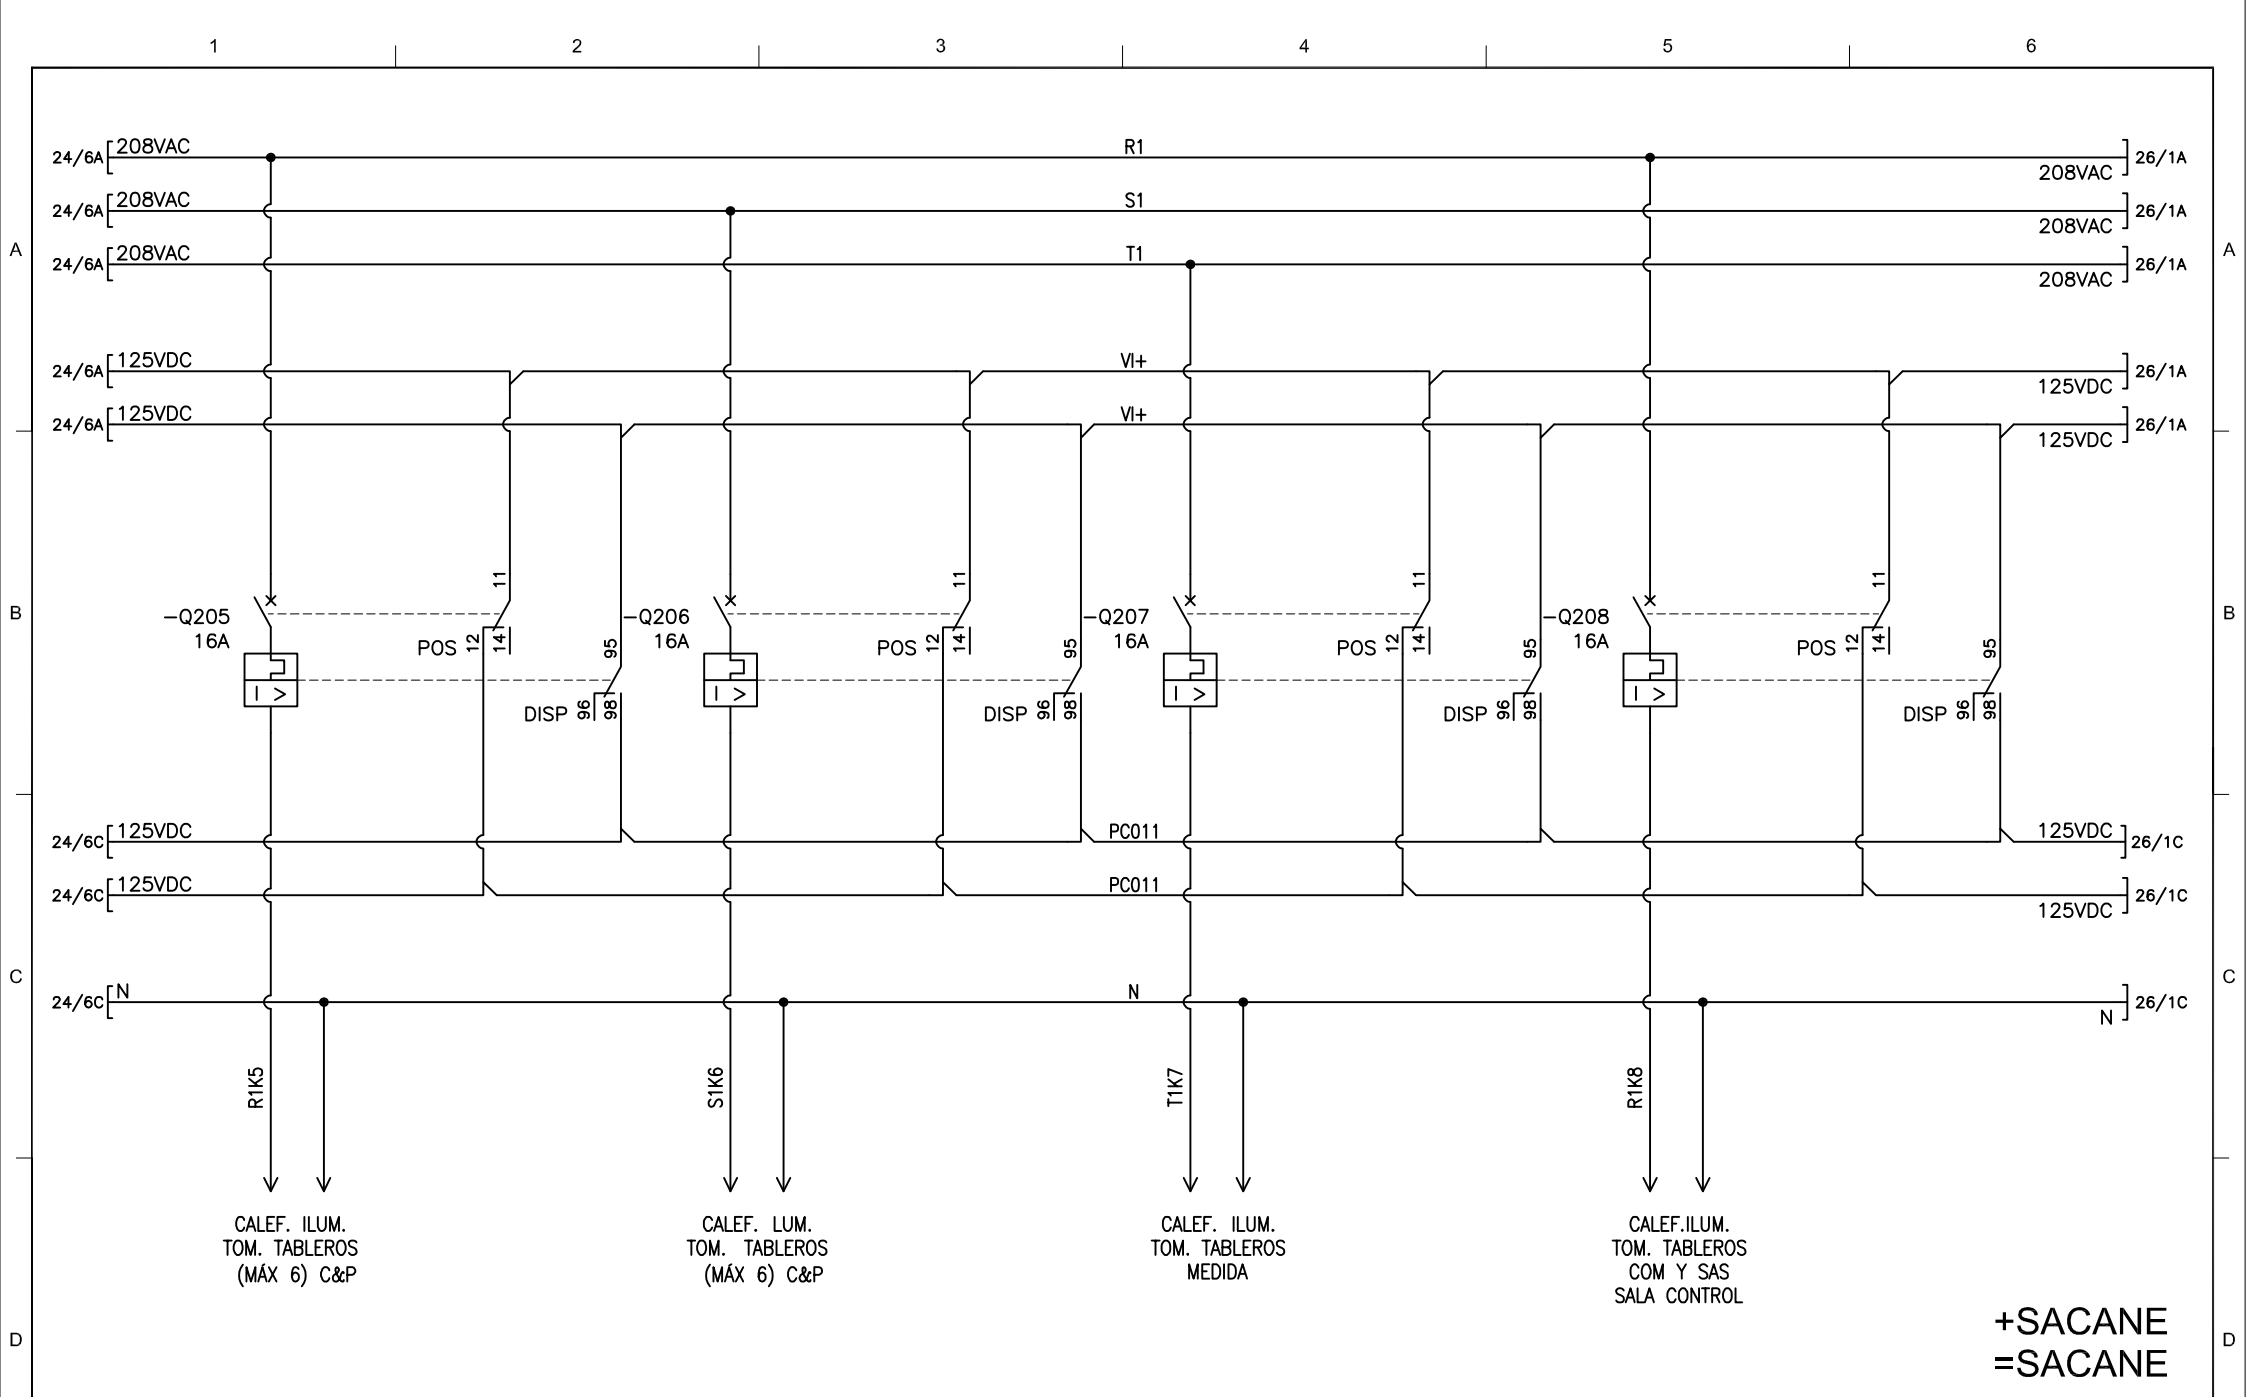 1 2 3 4 5 6
24/6A 208VAC R1 208VAC 26/1A
24/6A 208VAC S1 208VAC 26/1A
A A
24/6A 208VAC T1 208VAC 26/1A
24/6A 125VDC VI+ 125VDC 26/1A
24/6A 125VDC VI+ 125VDC 26/1A
11 11 11 11
B B
-Q205 -Q206 -Q207 -Q208
16A 16A 16A 16A
POS 12 14 95 POS 12 14 95 POS 12 14 95 POS 12 14 95
I > I > I > I >
DISP 96 98 DISP 96 98 DISP 96 98 DISP 96 98
24/6C 125VDC PC011 125VDC 26/1C
24/6C 125VDC PC011 125VDC 26/1C
C C
24/6C N N N 26/1C
R1K5 S1K6 T1K7 R1K8
CALEF. ILUM.
TOM. TABLEROS
(MÁX 6) C&P
CALEF. LUM.
TOM. TABLEROS
(MÁX 6) C&P
CALEF. ILUM.
TOM. TABLEROS
MEDIDA
CALEF.ILUM.
TOM. TABLEROS
COM Y SAS
SALA CONTROL
D D
+SACANE
=SACANE